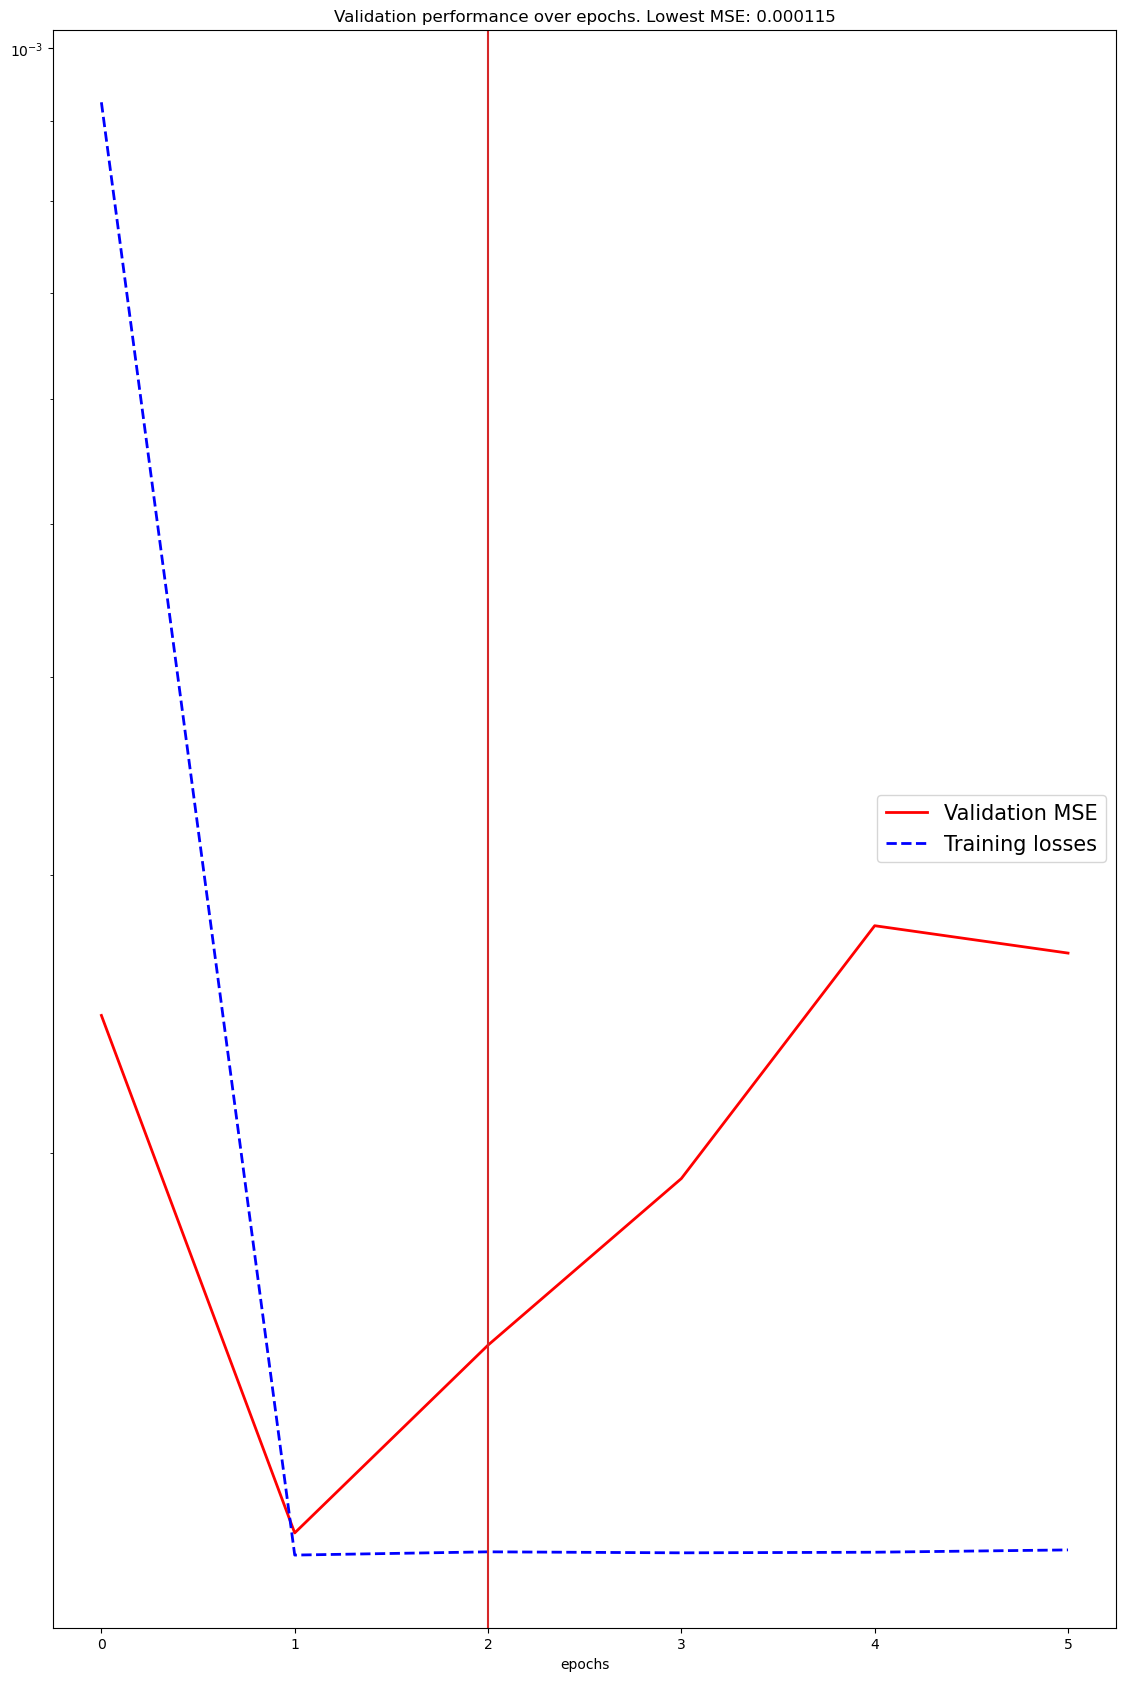 Validation performance over epochs. Lowest MSE: 0.000115
10⁻³
Validation MSE
Training losses
0 1 2 3 4 5
epochs